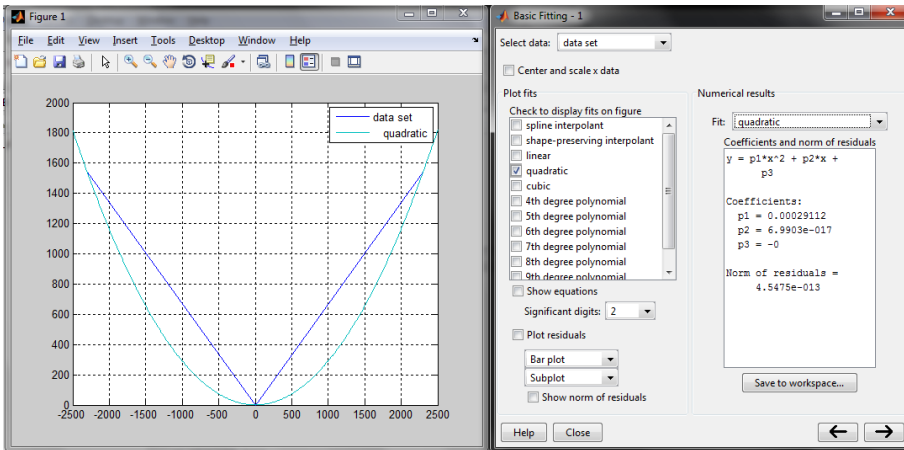 Figure 1
File Edit View Insert Tools Desktop Window Help
2000
1800
1600
1400
1200
1000
800
600
400
200
0
-2500 -2000 -1500 -1000 -500 0 500 1000 1500 2000 2500
data set
quadratic
Basic Fitting - 1
Select data: data set
Center and scale x data
Plot fits
Check to display fits on figure
spline interpolant
shape-preserving interpolant
linear
quadratic
cubic
4th degree polynomial
5th degree polynomial
6th degree polynomial
7th degree polynomial
8th degree polynomial
9th degree polynomial
Show equations
Significant digits: 2
Plot residuals
Bar plot
Subplot
Show norm of residuals
Numerical results
Fit: quadratic
Coefficients and norm of residuals
y = p1*x^2 + p2*x +
p3
Coefficients:
p1 = 0.00029112
p2 = 6.9903e-017
p3 = -0
Norm of residuals =
4.5475e-013
Save to workspace...
Help Close